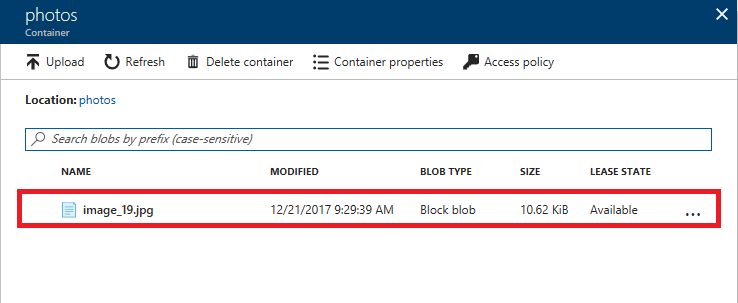 photos
Container
Upload Refresh Delete container Container properties Access policy
Location: photos
Search blobs by prefix (case-sensitive)
NAME MODIFIED BLOB TYPE SIZE LEASE STATE
image_19.jpg 12/21/2017 9:29:39 AM Block blob 10.62 KiB Available ...